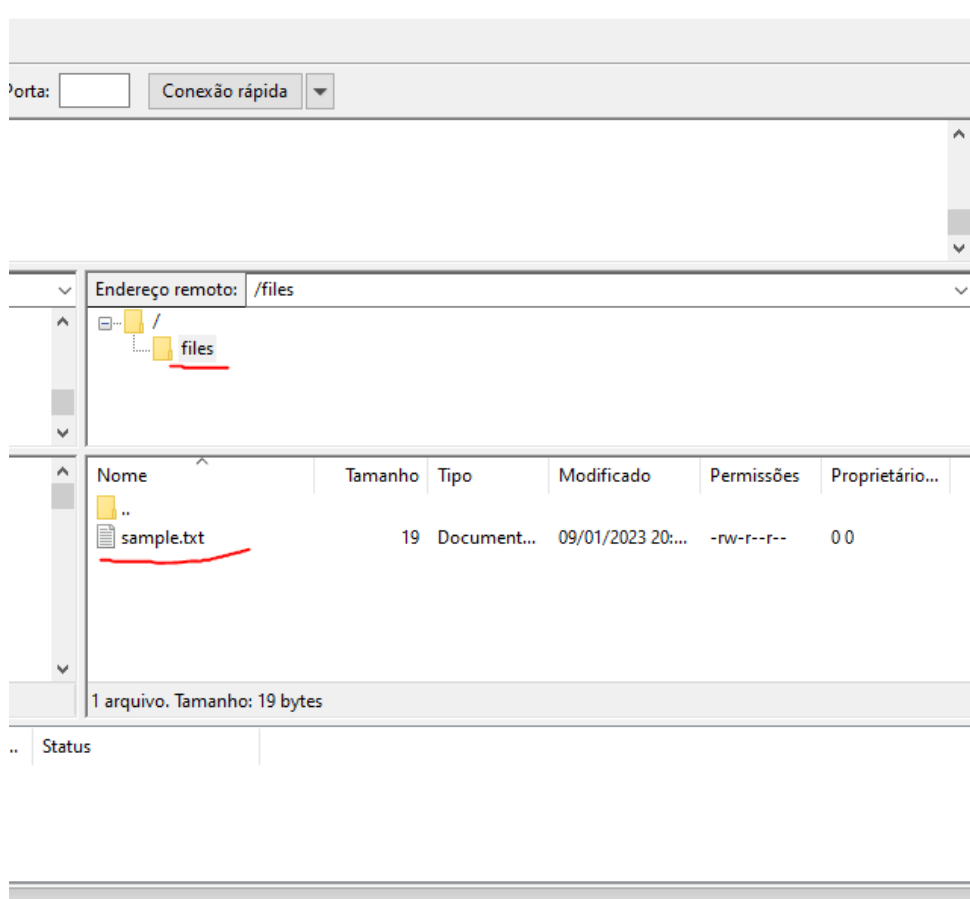 Porta: Conexão rápida
Endereço remoto: /files
/
files
Nome Tamanho Tipo Modificado Permissões Proprietário...
..
sample.txt 19 Document... 09/01/2023 20:... -rw-r--r-- 0 0
1 arquivo. Tamanho: 19 bytes
.. Status